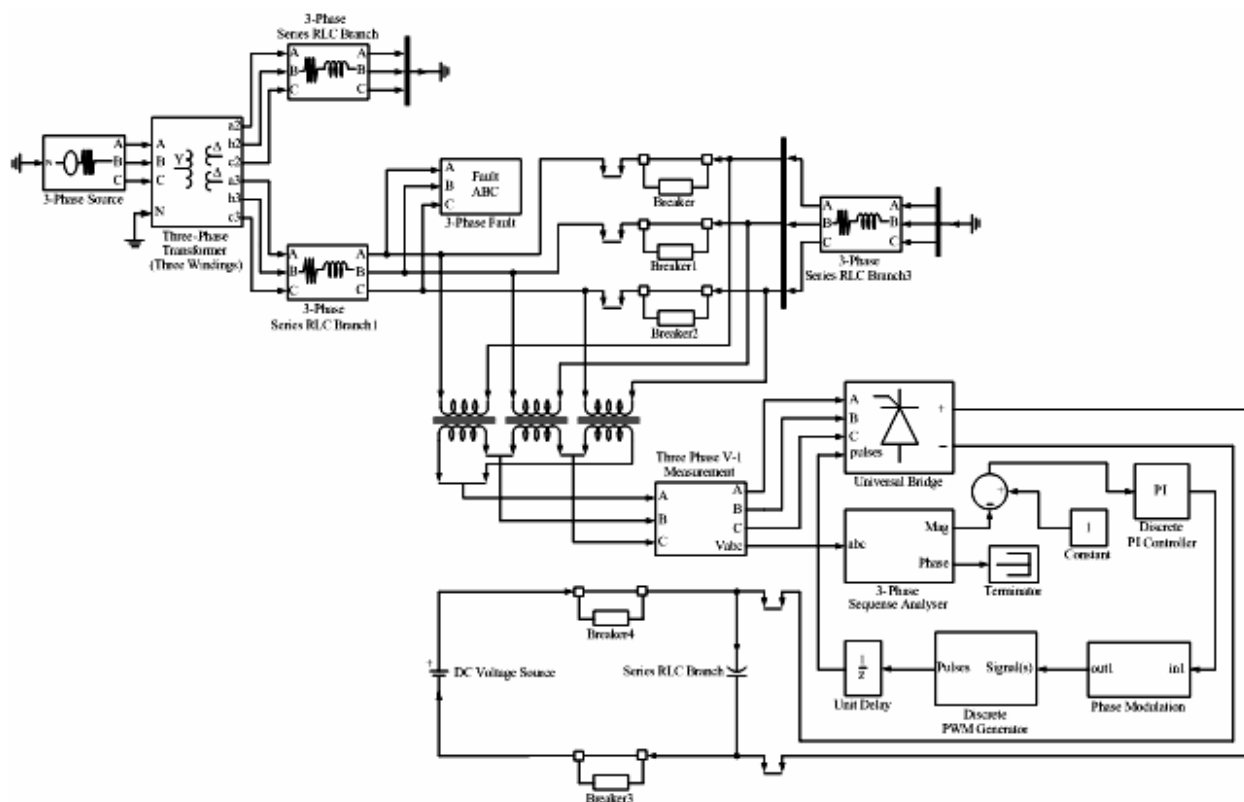 3-Phase
Series RLC Branch
A
B
C
A
B
C
N
A
B
C
3-Phase Source
A
B
C
N
Y
Δ
Δ
a2
b2
c2
a3
b3
c3
Three-Phase
Transformer
(Three Windings)
A
B
C
A
B
C
3-Phase
Series RLC Branch1
A
B
C
Fault
ABC
3-Phase Fault
Breaker
Breaker1
Breaker2
A
B
C
A
B
C
3-Phase
Series RLC Branch3
Three Phase V-1
Measurement
A
B
C
A
B
C
Vabc
A
B
C
pulses
+
−
Universal Bridge
abc
Mag
Phase
3- Phase
Sequense Analyser
+
−
1
Constant
Terminator
PI
Discrete
PI Controller
in1
out1
Phase Modulation
Signal(s)
Pulses
Discrete
PWM Generator
1
z
Unit Delay
Breaker4
+
DC Voltage Source
Series RLC Branch
Breaker3